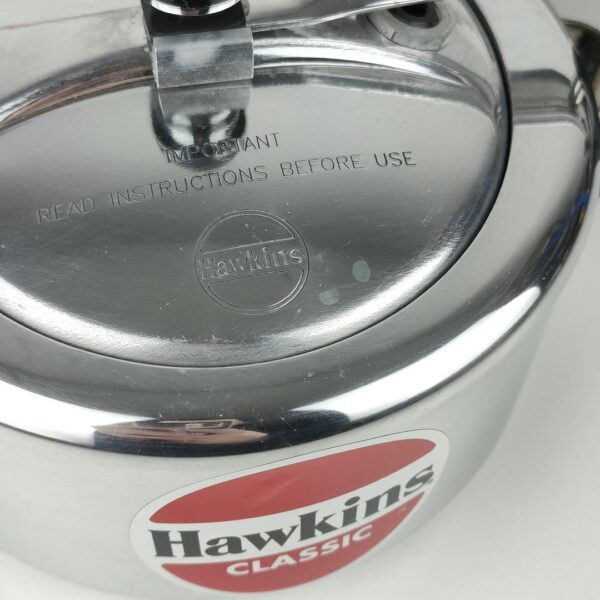 IMPORTANT
READ INSTRUCTIONS BEFORE USE
Hawkins
Hawkins
CLASSIC